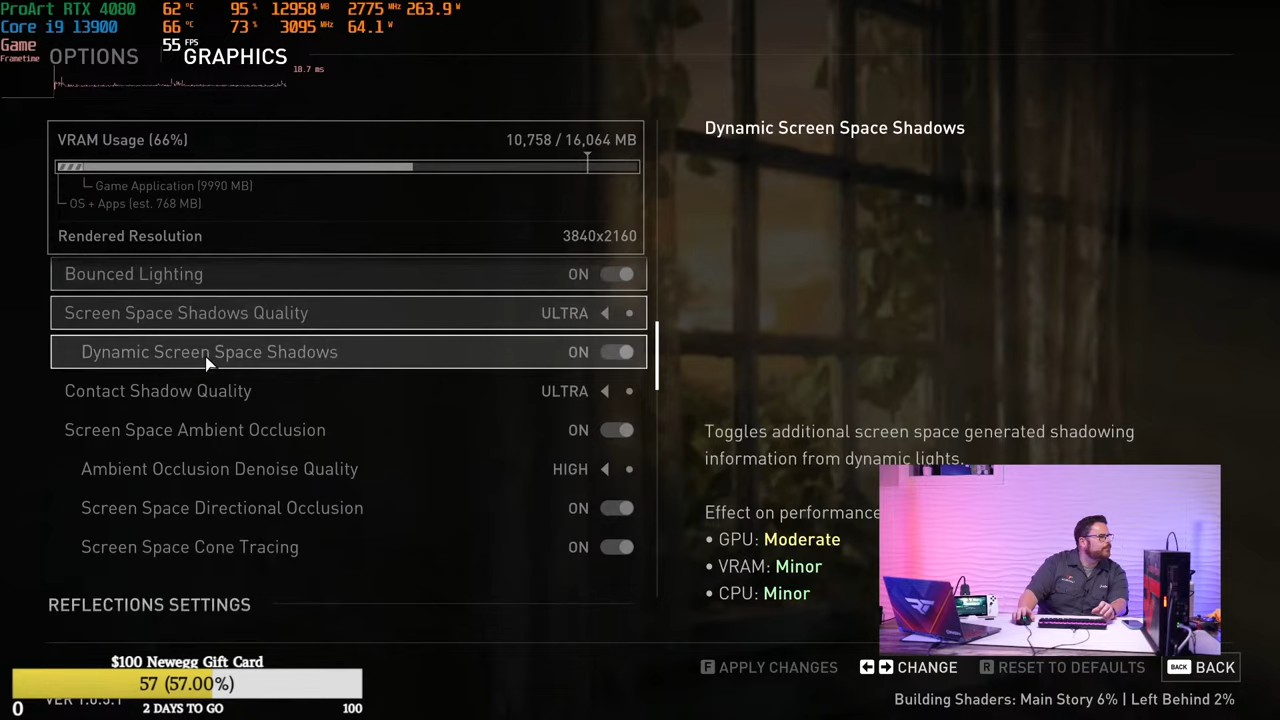 ProArt RTX 4080 62 °C 95 % 12958 MB 2775 MHz 263.9 W
Core i9 13900 66 °C 73 % 3095 MHz 64.1 W
Game 55 FPS
Frametime 18.7 ms
OPTIONS GRAPHICS
VRAM Usage (66%) 10,758 / 16,064 MB
Game Application (9990 MB)
OS + Apps (est. 768 MB)
Rendered Resolution 3840x2160
Bounced Lighting ON
Screen Space Shadows Quality ULTRA
Dynamic Screen Space Shadows ON
Contact Shadow Quality ULTRA
Screen Space Ambient Occlusion ON
Ambient Occlusion Denoise Quality HIGH
Screen Space Directional Occlusion ON
Screen Space Cone Tracing ON
REFLECTIONS SETTINGS
Dynamic Screen Space Shadows
Toggles additional screen space generated shadowing
information from dynamic lights.
Effect on performance
• GPU: Moderate
• VRAM: Minor
• CPU: Minor
$100 Newegg Gift Card
57 (57.00%)
VER 1.0.5.1
0 2 DAYS TO GO 100
F APPLY CHANGES CHANGE R RESET TO DEFAULTS BACK BACK
Building Shaders: Main Story 6% | Left Behind 2%